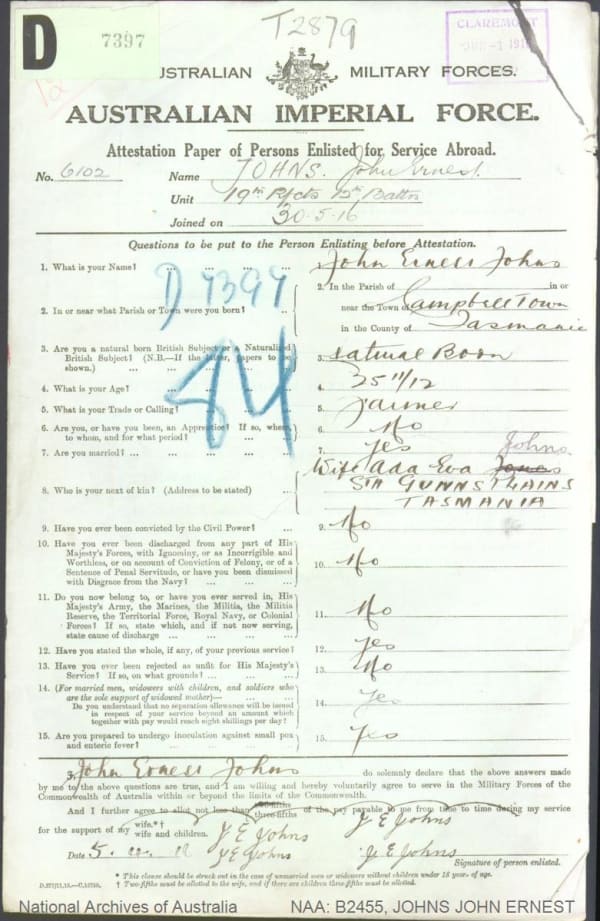 D 7397
T2879
CLAREMONT
AUSTRALIAN MILITARY FORCES.
AUSTRALIAN IMPERIAL FORCE.
Attestation Paper of Persons Enlisted for Service Abroad.
No. 6102 Name JOHNS. John Ernest.
Unit 19th Rfcts 15th Battn
Joined on 30-5-16
Questions to be put to the Person Enlisting before Attestation.
1. What is your Name? ... John Ernest Johns
2. In or near what Parish or Town were you born? ... 2. In the Parish of in or
near the Town of Campbell Town
in the County of Tasmania
D 7397
84
3. Are you a natural born British Subject or a Naturalized
British Subject? (N.B.—If the latter, papers to be
shown.) ... 3. Natural Born
4. What is your Age? ... 4. 35 11/12
5. What is your Trade or Calling? ... 5. Farmer
6. Are you, or have you been, an Apprentice? If so, where,
to whom, and for what period? ... 6. No
7. Are you married? ... 7. Yes
8. Who is your next of kin? (Address to be stated) ... Wife Ada Eva Jones Johns
Sth GUNNS PLAINS
TASMANIA
9. Have you ever been convicted by the Civil Power? ... 9. No
10. Have you ever been discharged from any part of His
Majesty's Forces, with Ignominy, or as Incorrigible and
Worthless, or on account of Conviction of Felony, or of a
Sentence of Penal Servitude, or have you been dismissed
with Disgrace from the Navy? ... 10. No
11. Do you now belong to, or have you ever served in, His
Majesty's Army, the Marines, the Militia, the Militia
Reserve, the Territorial Force, Royal Navy, or Colonial
Forces? If so, state which, and if not now serving,
state cause of discharge ... 11. No
12. Have you stated the whole, if any, of your previous service? 12. Yes
13. Have you ever been rejected as unfit for His Majesty's
Service? If so, on what grounds? ... 13. No
14. (For married men, widowers with children, and soldiers who
are the sole support of widowed mother)—
Do you understand that no separation allowance will be issued
in respect of your service beyond an amount which
together with pay would reach eight shillings per day? 14. Yes
15. Are you prepared to undergo inoculation against small pox
and enteric fever? ... 15. Yes
I, John Ernest Johns do solemnly declare that the above answers made
by me to the above questions are true, and I am willing and hereby voluntarily agree to serve in the Military Forces of the
Commonwealth of Australia within or beyond the limits of the Commonwealth.
And I further agree to allot not less than two-fifths three-fifths of the pay payable to me from time to time during my service
for the support of my wife.*† wife and children. J E Johns J E Johns
Date J E Johns J E Johns
Signature of person enlisted.
* This clause should be struck out in the case of unmarried men or widowers without children under 18 years of age.
† Two-fifths must be allotted by the wife, and if there are children three-fifths must be allotted.
National Archives of Australia NAA: B2455, JOHNS JOHN ERNEST